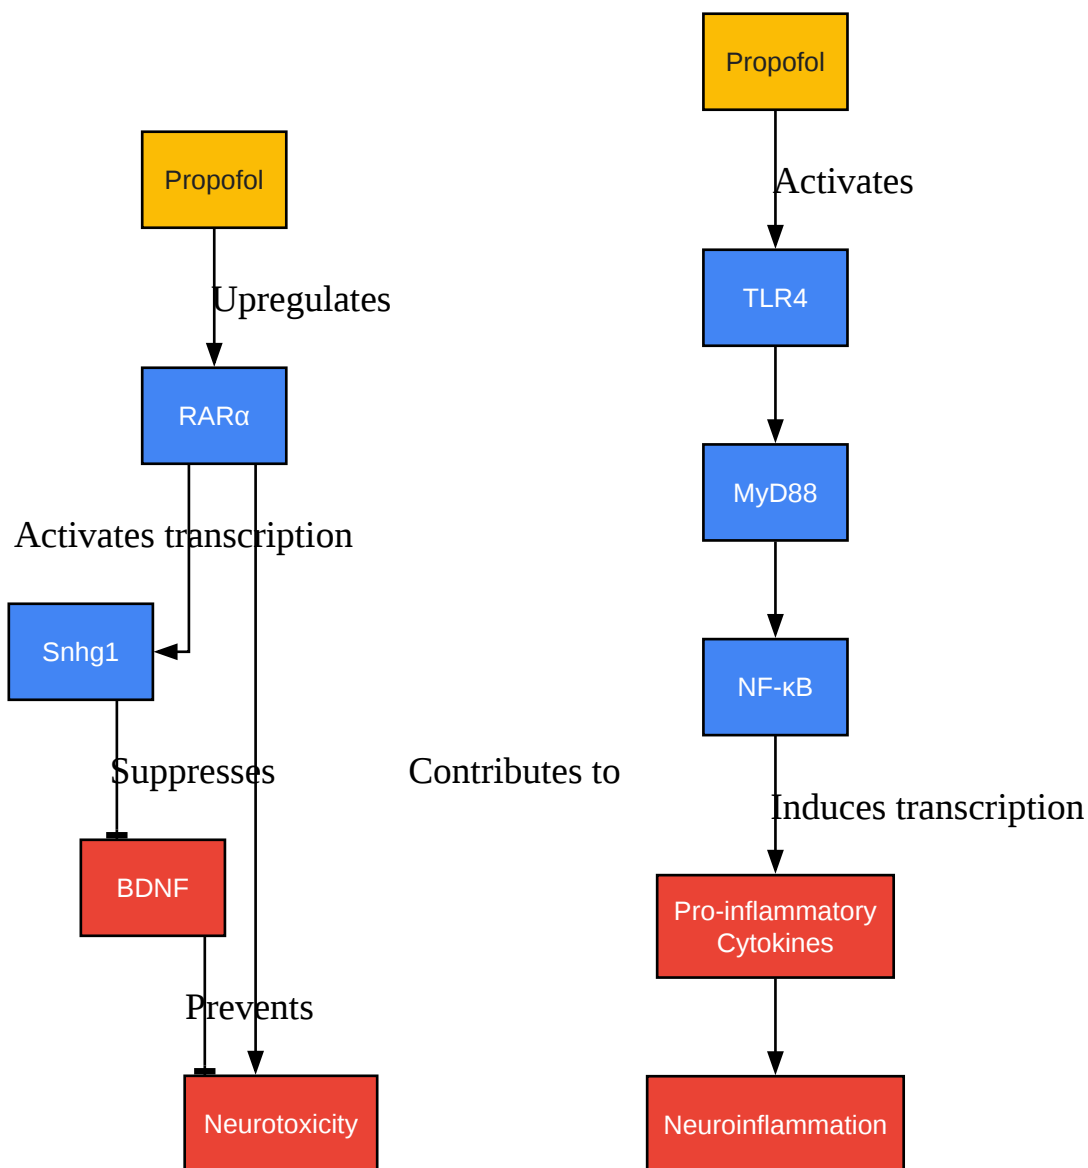 Propofol
Upregulates
RARα
Activates transcription
Snhg1
Suppresses
BDNF
Prevents
Neurotoxicity
Contributes to
Propofol
Activates
TLR4
MyD88
NF-κB
Induces transcription
Pro-inflammatory
Cytokines
Neuroinflammation